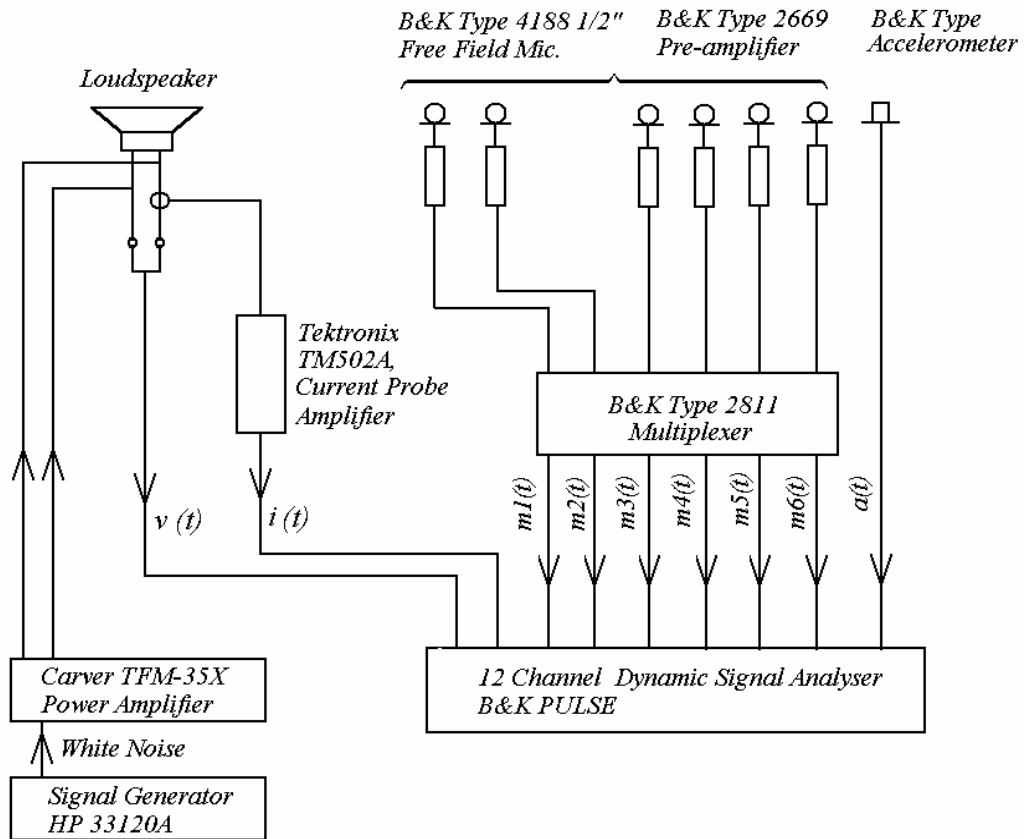 B&K Type 4188 1/2"
Free Field Mic.
B&K Type 2669
Pre-amplifier
B&K Type
Accelerometer
Loudspeaker
Tektronix
TM502A,
Current Probe
Amplifier
B&K Type 2811
Multiplexer
v (t)
i (t)
m1(t)
m2(t)
m3(t)
m4(t)
m5(t)
m6(t)
a(t)
Carver TFM-35X
Power Amplifier
12 Channel Dynamic Signal Analyser
B&K PULSE
White Noise
Signal Generator
HP 33120A